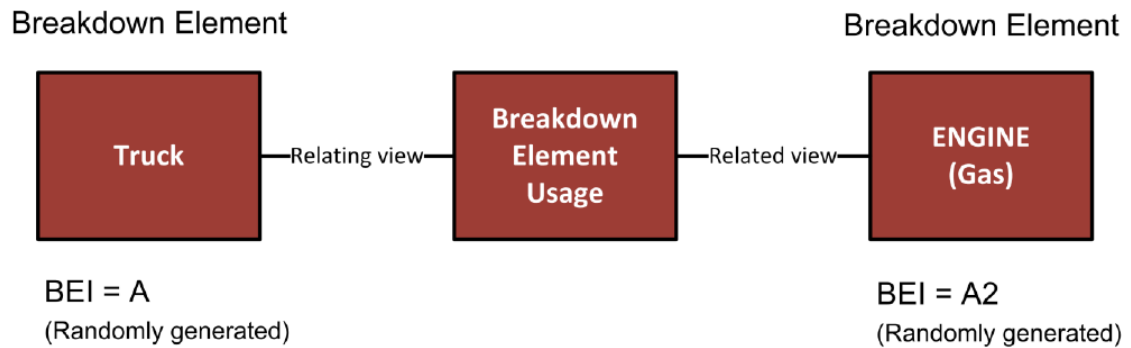 Breakdown Element
Breakdown Element
Truck
Relating view
Breakdown
Element
Usage
Related view
ENGINE
(Gas)
BEI = A
(Randomly generated)
BEI = A2
(Randomly generated)